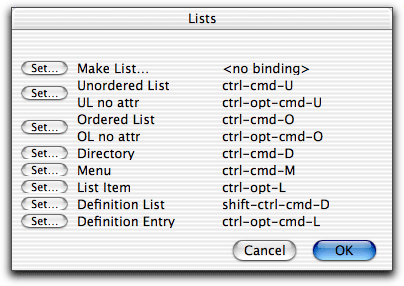 Lists
Set... Make List... <no binding>
Set... Unordered List ctrl-cmd-U
UL no attr ctrl-opt-cmd-U
Set... Ordered List ctrl-cmd-O
OL no attr ctrl-opt-cmd-O
Set... Directory ctrl-cmd-D
Set... Menu ctrl-cmd-M
Set... List Item ctrl-opt-L
Set... Definition List shift-ctrl-cmd-D
Set... Definition Entry ctrl-opt-cmd-L
Cancel OK